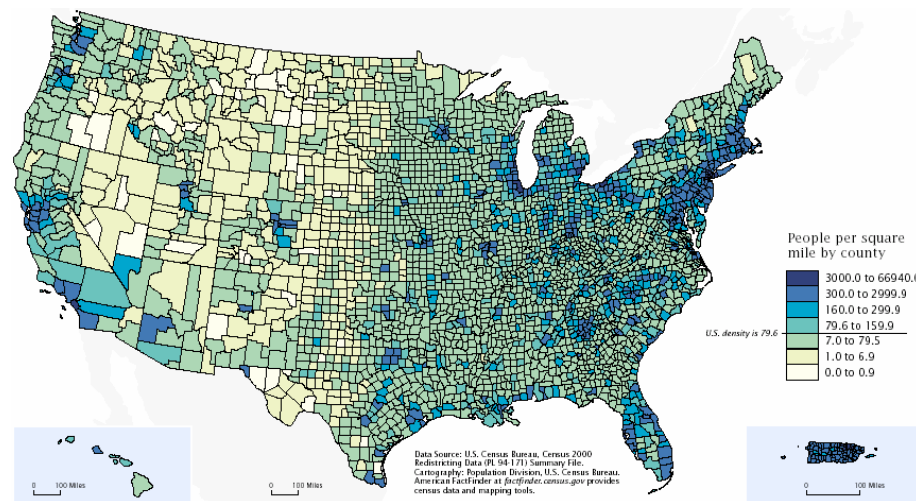 People per square
mile by county
3000.0 to 66940.0
300.0 to 2999.9
160.0 to 299.9
79.6 to 159.9
U.S. density is 79.6
7.0 to 79.5
1.0 to 6.9
0.0 to 0.9
Data Source: U.S. Census Bureau, Census 2000
Redistricting Data (PL 94-171) Summary File.
Cartography: Population Division, U.S. Census Bureau.
American FactFinder at factfinder.census.gov provides
census data and mapping tools.
0 100 Miles
0 100 Miles
0 100 Miles